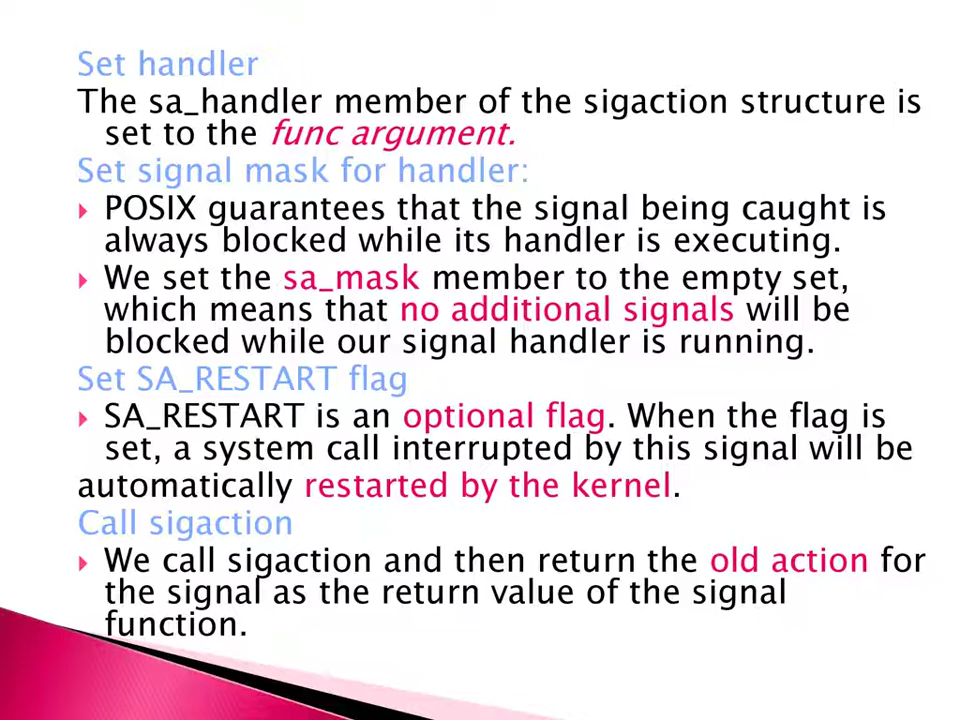 Set handler
The sa_handler member of the sigaction structure is
set to the func argument.
Set signal mask for handler:
POSIX guarantees that the signal being caught is
always blocked while its handler is executing.
We set the sa_mask member to the empty set,
which means that no additional signals will be
blocked while our signal handler is running.
Set SA_RESTART flag
SA_RESTART is an optional flag. When the flag is
set, a system call interrupted by this signal will be
automatically restarted by the kernel.
Call sigaction
We call sigaction and then return the old action for
the signal as the return value of the signal
function.